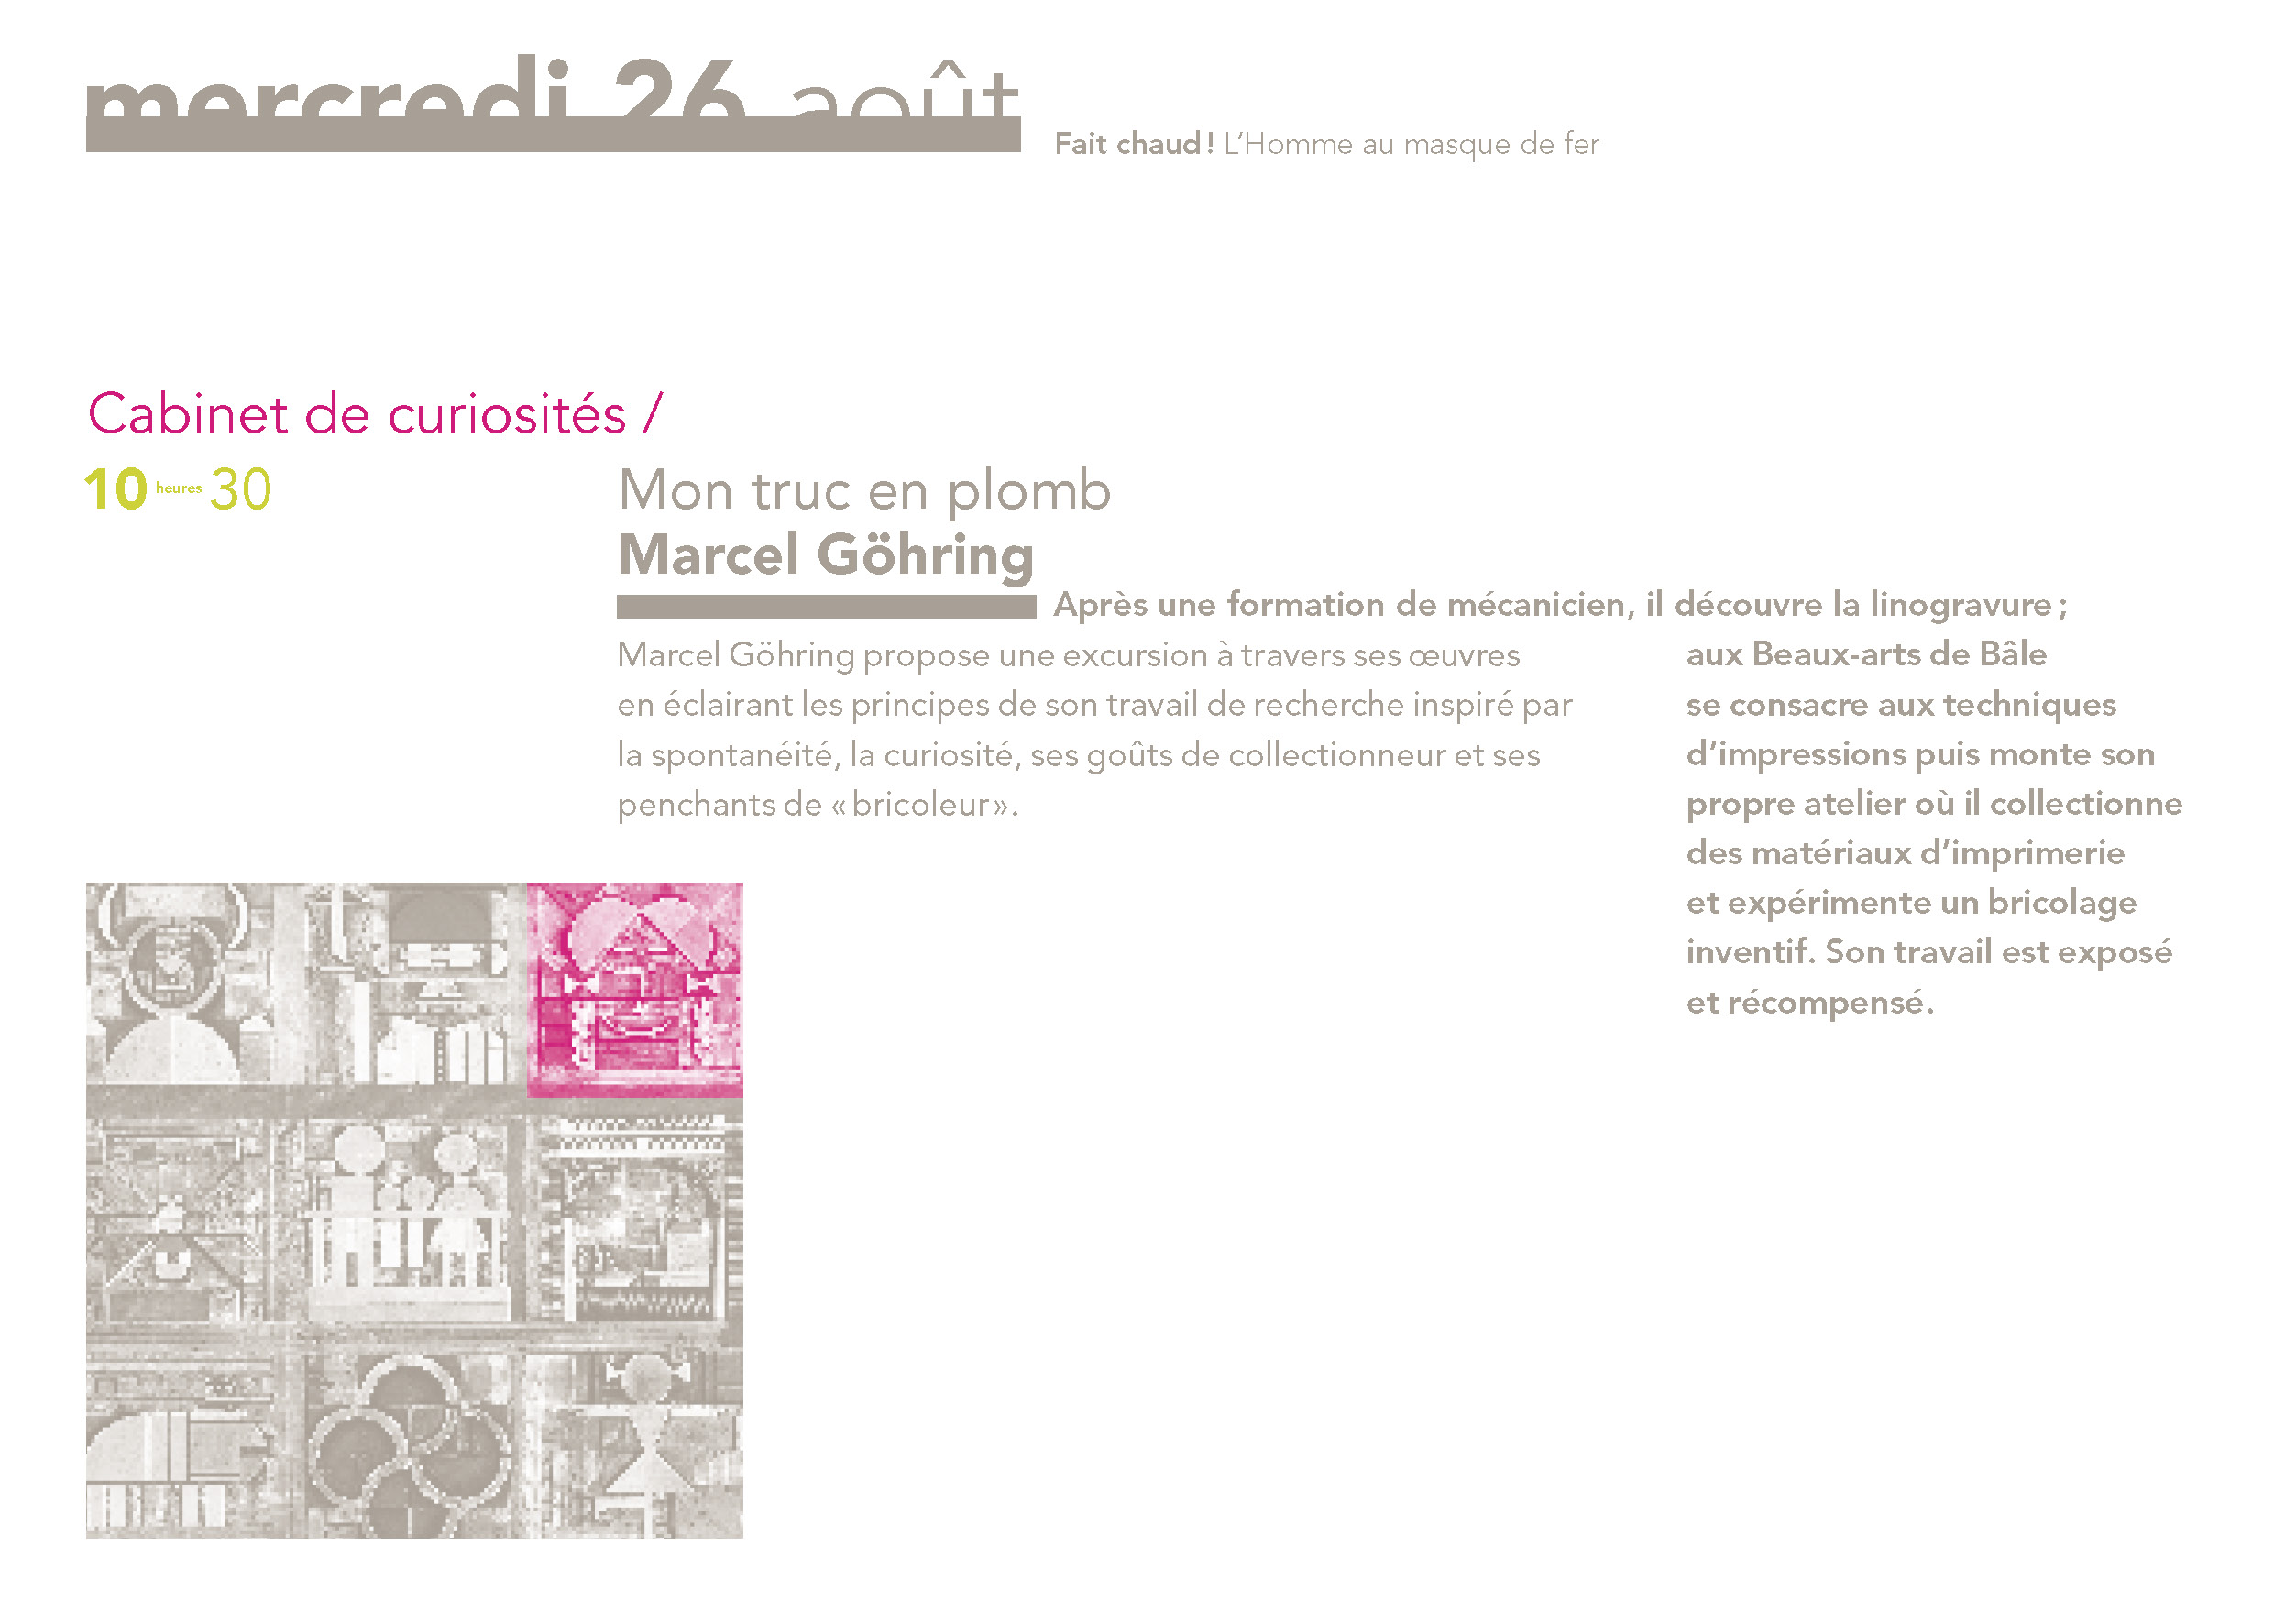 mercredi 26 août
Fait chaud ! L’Homme au masque de fer
Cabinet de curiosités /
10 heures 30
Mon truc en plomb
Marcel Göhring
Marcel Göhring propose une excursion à travers ses œuvres
en éclairant les principes de son travail de recherche inspiré par
la spontanéité, la curiosité, ses goûts de collectionneur et ses
penchants de « bricoleur ».
Après une formation de mécanicien, il découvre la linogravure ;
aux Beaux-arts de Bâle
se consacre aux techniques
d’impressions puis monte son
propre atelier où il collectionne
des matériaux d’imprimerie
et expérimente un bricolage
inventif. Son travail est exposé
et récompensé.